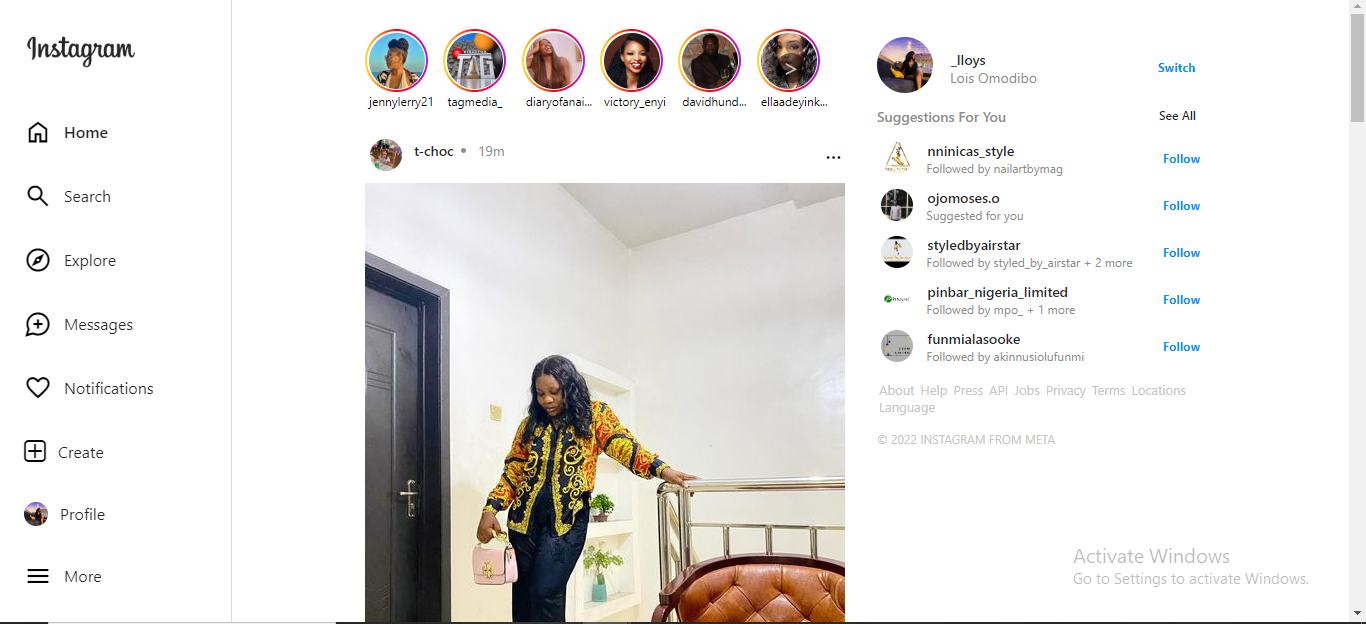 Instagram
Home
Search
Explore
Messages
Notifications
Create
Profile
More
jennylerry21
tagmedia_
diaryofanai...
victory_enyi
davidhund...
ellaadeyink...
t-choc • 19m
...
_lloys
Lois Omodibo
Switch
Suggestions For You
See All
nninicas_style
Followed by nailartbymag
Follow
ojomoses.o
Suggested for you
Follow
styledbyairstar
Followed by styled_by_airstar + 2 more
Follow
pinbar_nigeria_limited
Followed by mpo_ + 1 more
Follow
funmialasooke
Followed by akinnusiolufunmi
Follow
About Help Press API Jobs Privacy Terms Locations
Language
© 2022 INSTAGRAM FROM META
Activate Windows
Go to Settings to activate Windows.